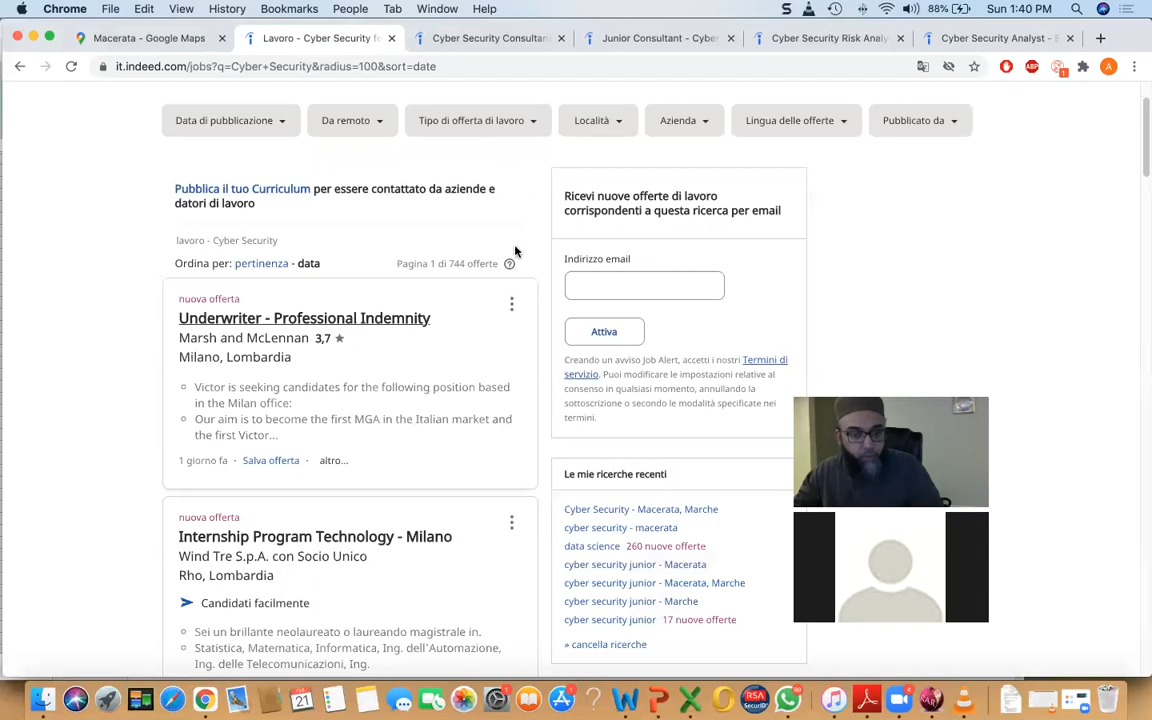 Chrome File Edit View History Bookmarks People Tab Window Help
88% Sun 1:40 PM
Macerata - Google Maps
Lavoro - Cyber Security f
Cyber Security Consultan
Junior Consultant - Cyber
Cyber Security Risk Analy
Cyber Security Analyst - E
it.indeed.com/jobs?q=Cyber+Security&radius=100&sort=date
ABP
1
A
Data di pubblicazione
Da remoto
Tipo di offerta di lavoro
Località
Azienda
Lingua delle offerte
Pubblicato da
Pubblica il tuo Curriculum per essere contattato da aziende e
datori di lavoro
lavoro - Cyber Security
Ordina per: pertinenza - data
Pagina 1 di 744 offerte
nuova offerta
Underwriter - Professional Indemnity
Marsh and McLennan 3,7
Milano, Lombardia
Victor is seeking candidates for the following position based
in the Milan office:
Our aim is to become the first MGA in the Italian market and
the first Victor...
1 giorno fa · Salva offerta · altro...
nuova offerta
Internship Program Technology - Milano
Wind Tre S.p.A. con Socio Unico
Rho, Lombardia
Candidati facilmente
Sei un brillante neolaureato o laureando magistrale in.
Statistica, Matematica, Informatica, Ing. dell'Automazione,
Ing. delle Telecomunicazioni, Ing.
Ricevi nuove offerte di lavoro
corrispondenti a questa ricerca per email
Indirizzo email
Attiva
Creando un avviso Job Alert, accetti i nostri Termini di
servizio. Puoi modificare le impostazioni relative al
consenso in qualsiasi momento, annullando la
sottoscrizione o secondo le modalità specificate nei
termini.
Le mie ricerche recenti
Cyber Security - Macerata, Marche
cyber security - macerata
data science 260 nuove offerte
cyber security junior - Macerata
cyber security junior - Macerata, Marche
cyber security junior - Marche
cyber security junior 17 nuove offerte
» cancella ricerche